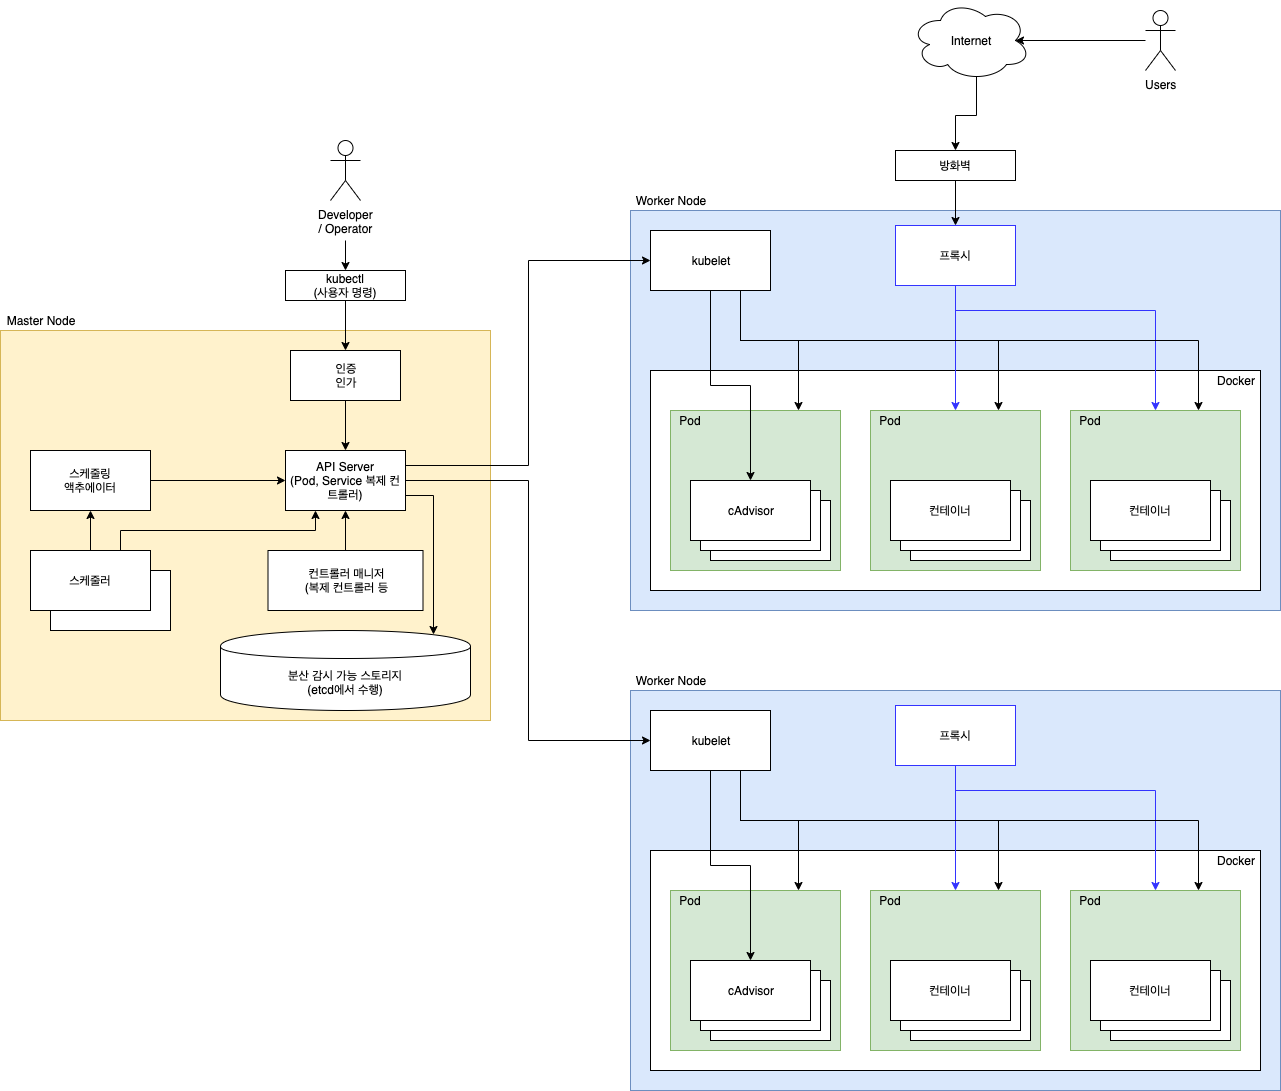 Internet
Users
방화벽
Developer
/ Operator
kubectl
(사용자 명령)
Master Node
인증
인가
스케줄링
액추에이터
API Server
(Pod, Service 복제 컨
트롤러)
스케줄러
컨트롤러 매니저
(복제 컨트롤러 등
분산 감시 가능 스토리지
(etcd에서 수행)
Worker Node
kubelet
프록시
Docker
Pod
Pod
Pod
cAdvisor
컨테이너
컨테이너
Worker Node
kubelet
프록시
Docker
Pod
Pod
Pod
cAdvisor
컨테이너
컨테이너